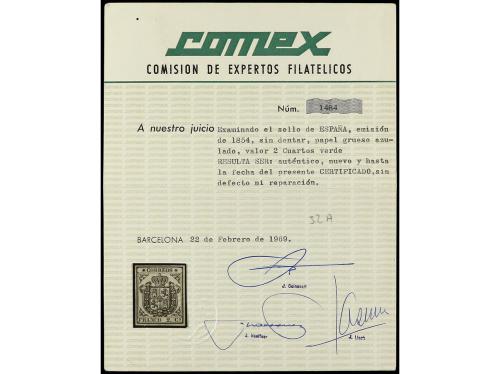 comex
COMISION DE EXPERTOS FILATELICOS
Núm. 1484
A nuestro juicio Examinado el sello de ESPAÑA, emisión
de 1854, sin dentar, papel grueso azu-
lado, valor 2 Cuartos verde
RESULTA SER: auténtico, nuevo y hasta
la fecha del presente CERTIFICADO, sin
defecto ni reparación.
32A
BARCELONA 22 de Febrero de 1969.
CORREOS
2 CS